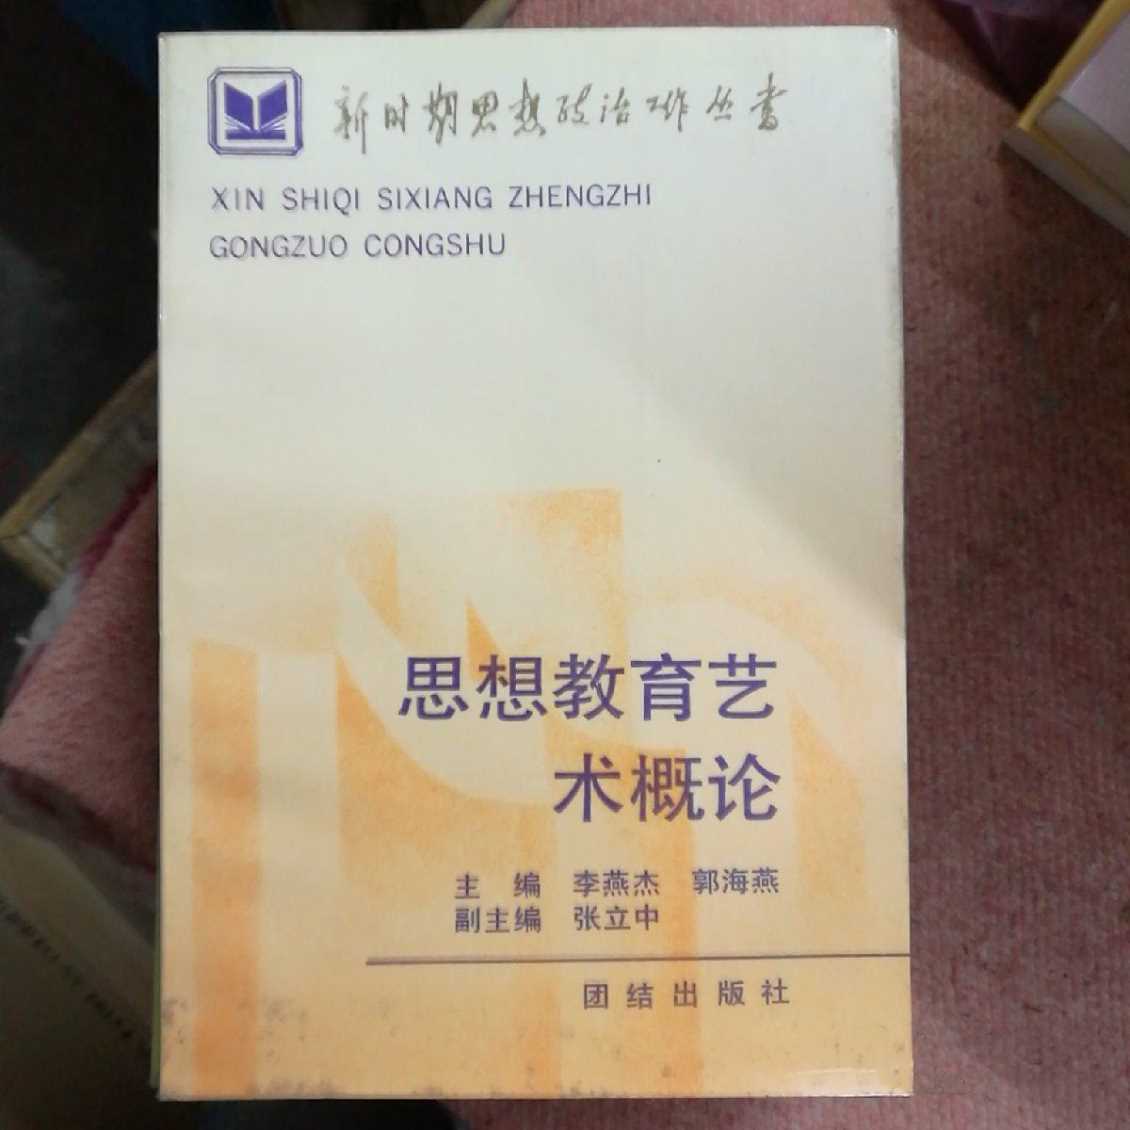 新时期思想政治工作丛书
XIN SHIQI SIXIANG ZHENGZHI
GONGZUO CONGSHU
思想教育艺
术概论
主 编 李燕杰 郭海燕
副主编 张立中
团结出版社